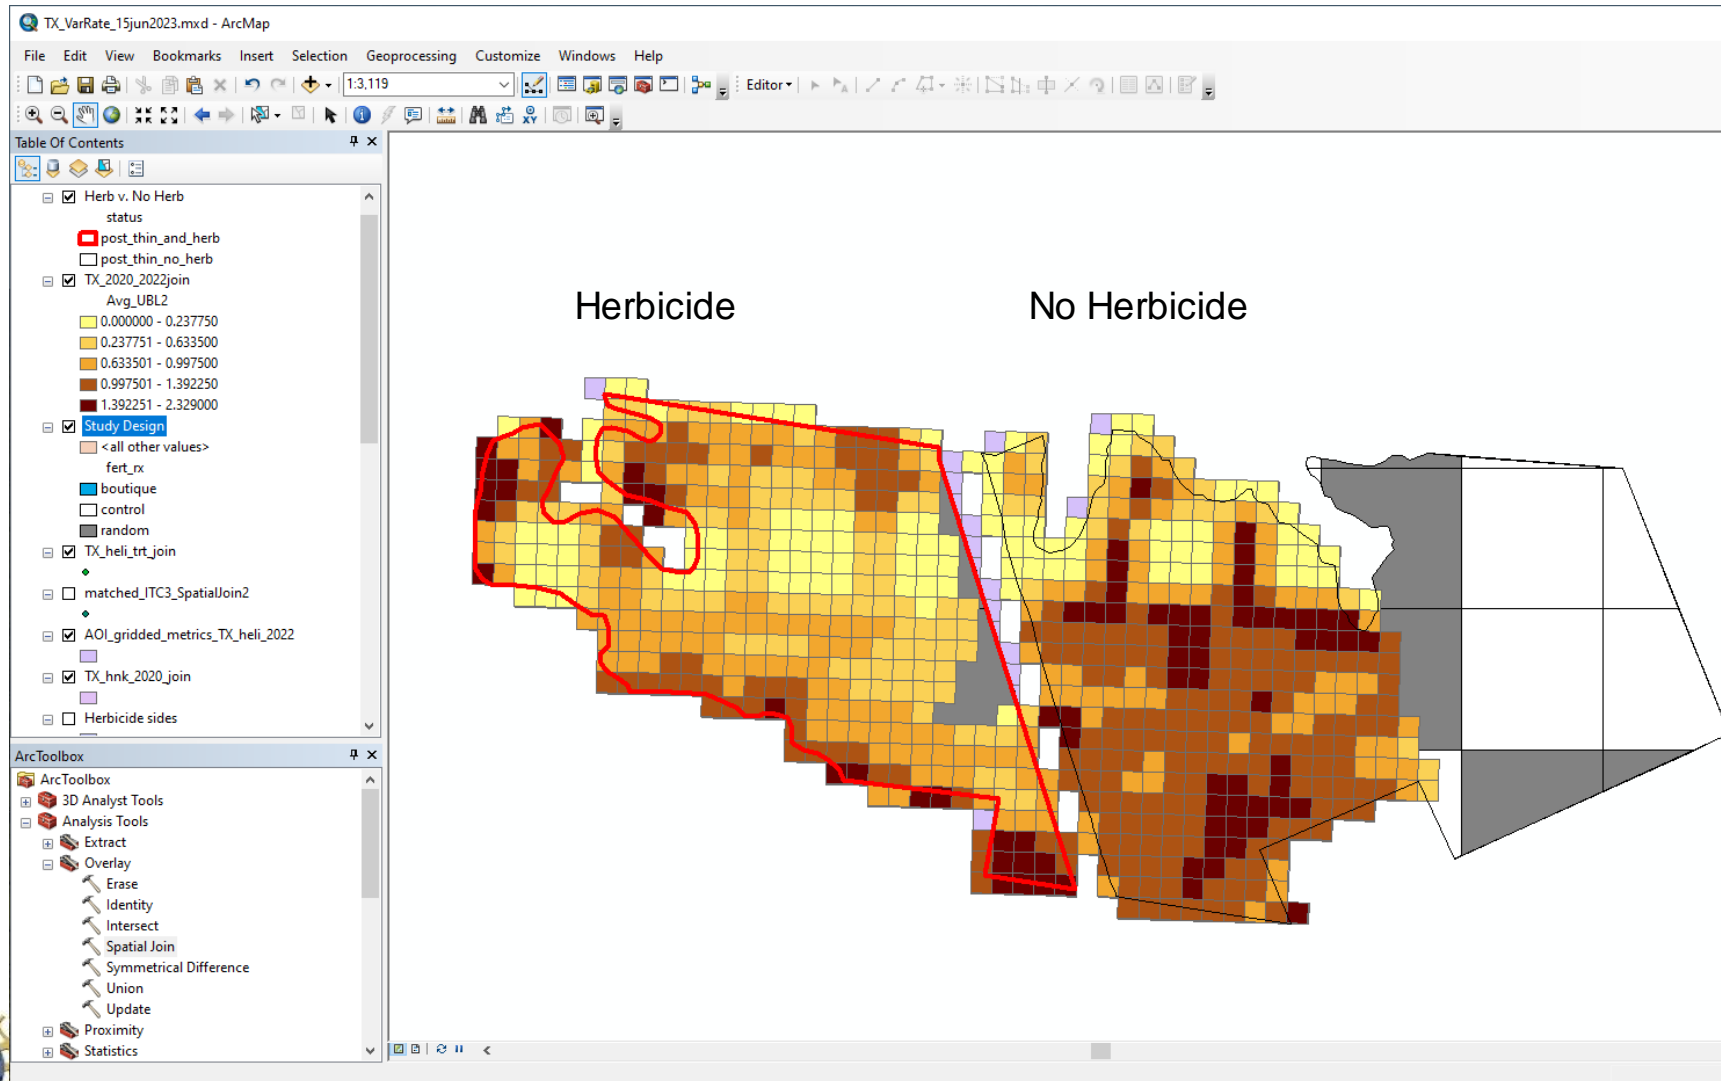 TX_VarRate_15jun2023.mxd - ArcMap
File Edit View Bookmarks Insert Selection Geoprocessing Customize Windows Help
1:3,119
Editor
XY
Table Of Contents
Herb v. No Herb
status
post_thin_and_herb
post_thin_no_herb
TX_2020_2022join
Avg_UBL2
0.000000 - 0.237750
0.237751 - 0.633500
0.633501 - 0.997500
0.997501 - 1.392250
1.392251 - 2.329000
Study Design
<all other values>
fert_rx
boutique
control
random
TX_heli_trt_join
matched_ITC3_SpatialJoin2
AOI_gridded_metrics_TX_heli_2022
TX_hnk_2020_join
Herbicide sides
ArcToolbox
ArcToolbox
3D Analyst Tools
Analysis Tools
Extract
Overlay
Erase
Identity
Intersect
Spatial Join
Symmetrical Difference
Union
Update
Proximity
Statistics
Herbicide
No Herbicide